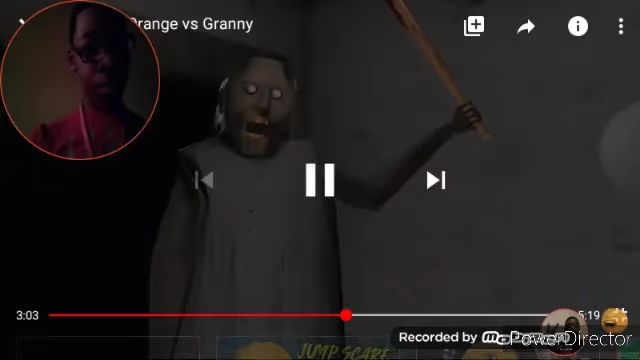 Orange vs Granny
3:03
5:19
Recorded by
PowerDirector
JUMP SCARE